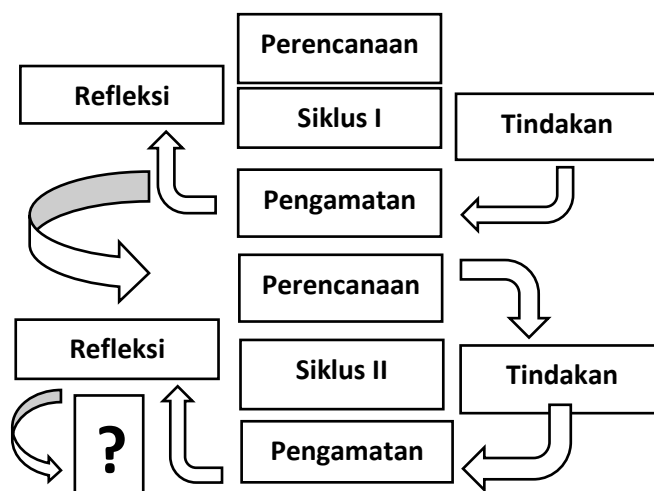 Perencanaan
Refleksi
Siklus I
Tindakan
Pengamatan
Perencanaan
Refleksi
Siklus II
Tindakan
?
Pengamatan